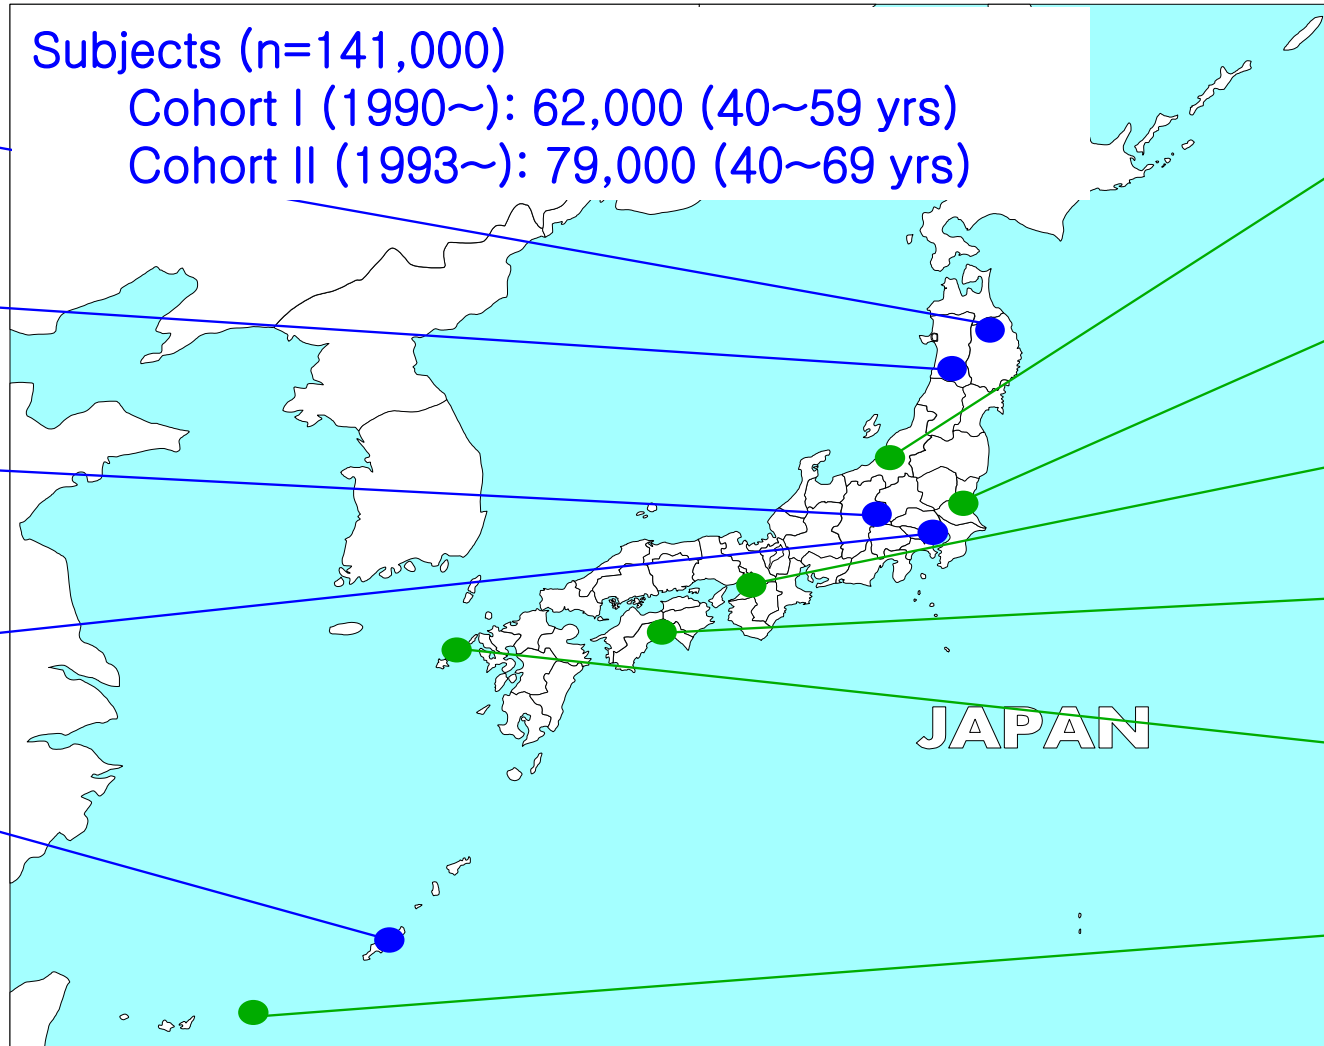 Subjects (n=141,000)
Cohort I (1990~): 62,000 (40~59 yrs)
Cohort II (1993~): 79,000 (40~69 yrs)
JAPAN